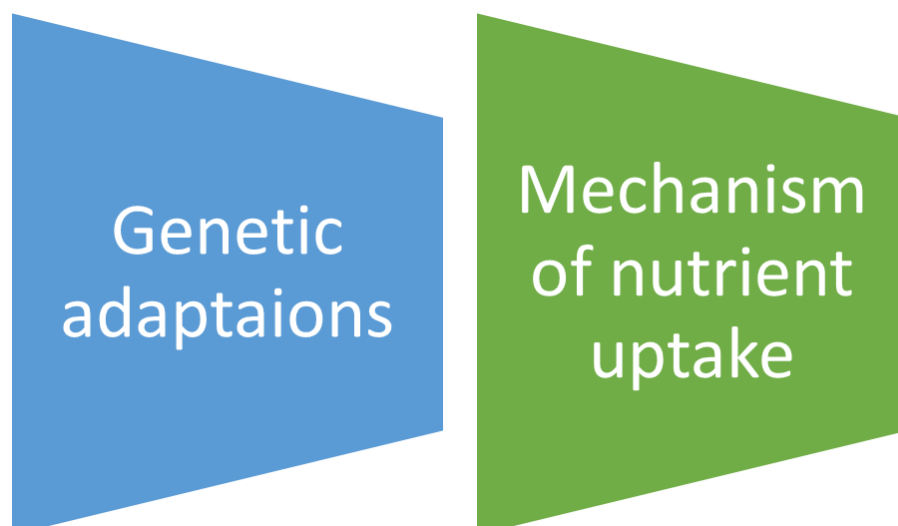 Genetic
adaptaions
Mechanism
of nutrient
uptake